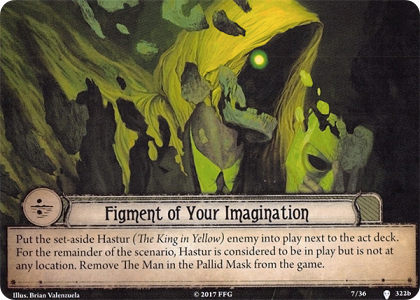 Figment of Your Imagination
Put the set-aside Hastur (The King in Yellow) enemy into play next to the act deck.
For the remainder of the scenario, Hastur is considered to be in play but is not at
any location. Remove The Man in the Pallid Mask from the game.
Illus. Brian Valenzuela © 2017 FFG 7/36 322b